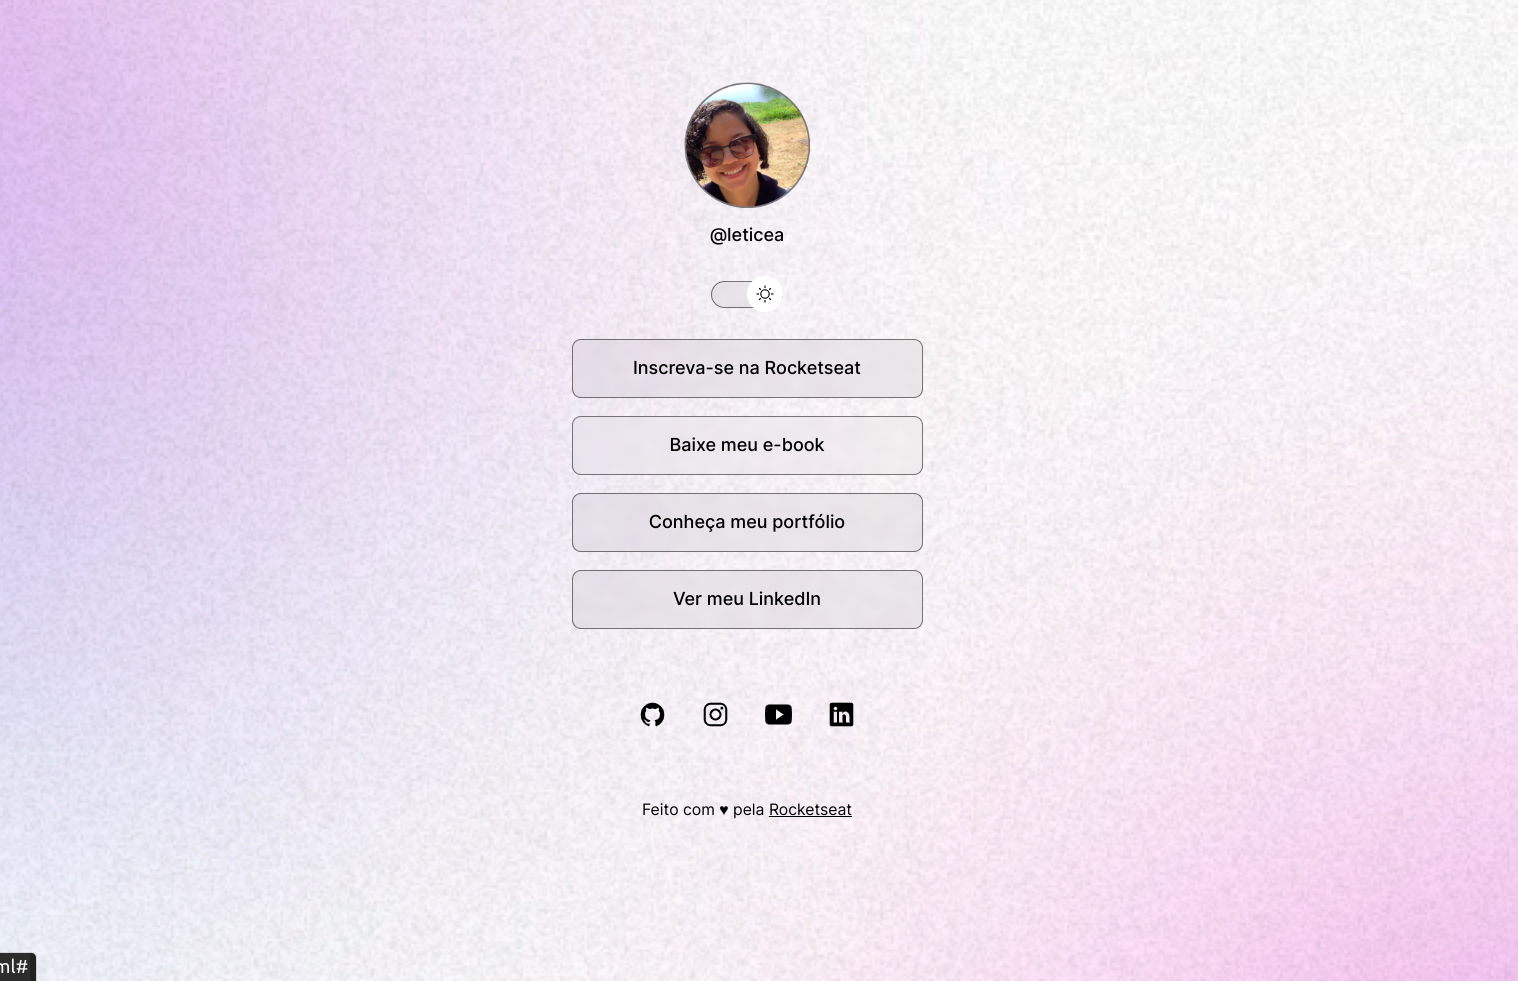 @leticea
Inscreva-se na Rocketseat
Baixe meu e-book
Conheça meu portfólio
Ver meu LinkedIn
in
Feito com ♥ pela Rocketseat
ml#